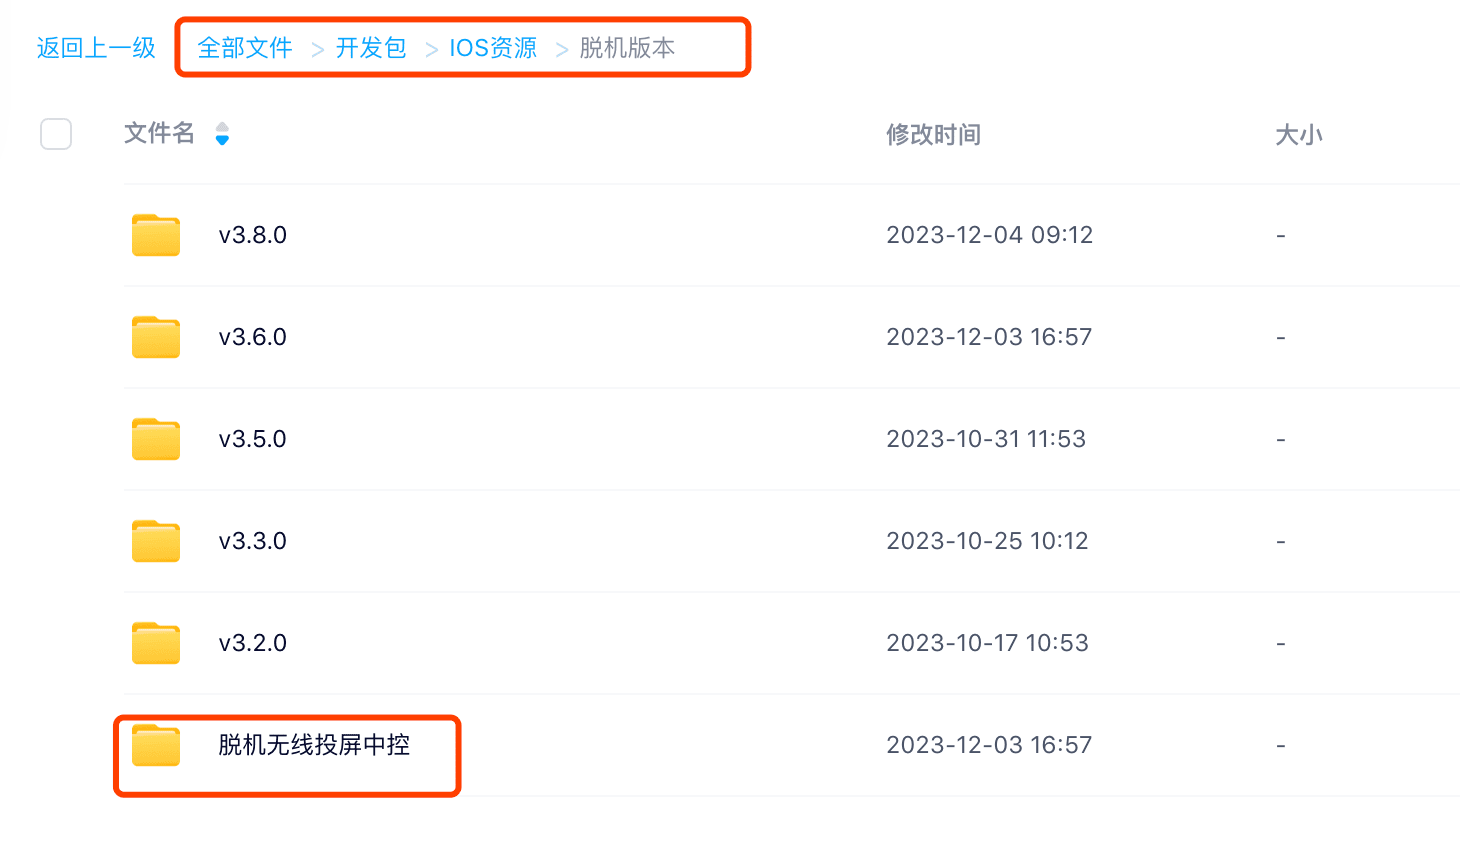 返回上一级 全部文件 > 开发包 > IOS资源 > 脱机版本
文件名 修改时间 大小
v3.8.0 2023-12-04 09:12 -
v3.6.0 2023-12-03 16:57 -
v3.5.0 2023-10-31 11:53 -
v3.3.0 2023-10-25 10:12 -
v3.2.0 2023-10-17 10:53 -
脱机无线投屏中控 2023-12-03 16:57 -